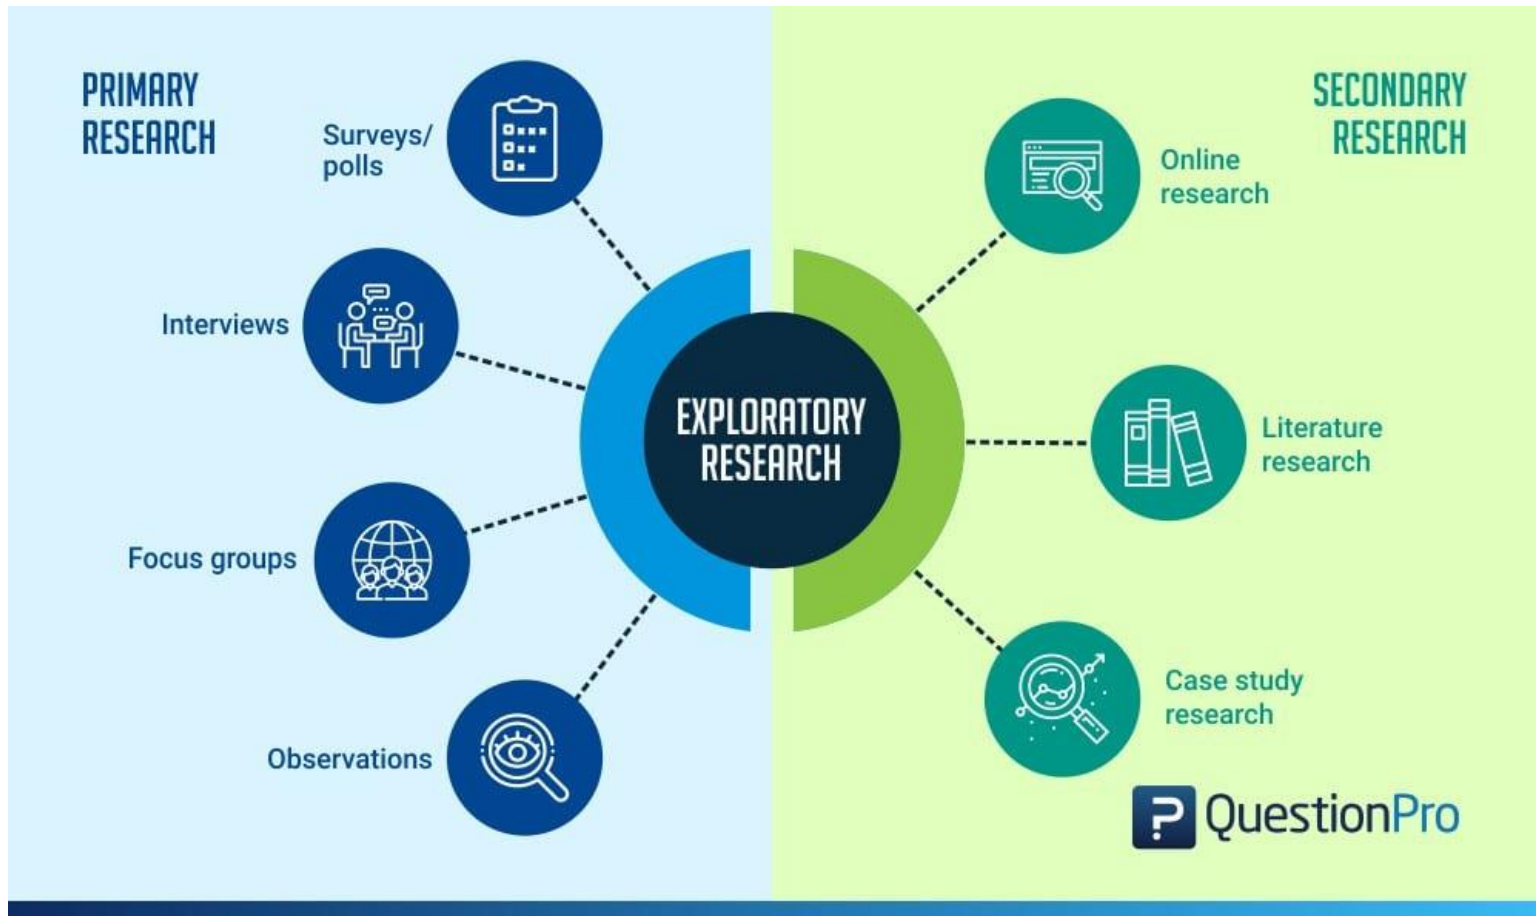 PRIMARY
RESEARCH
Surveys/
polls
Interviews
Focus groups
Observations
EXPLORATORY
RESEARCH
SECONDARY
RESEARCH
Online
research
Literature
research
Case study
research
QuestionPro